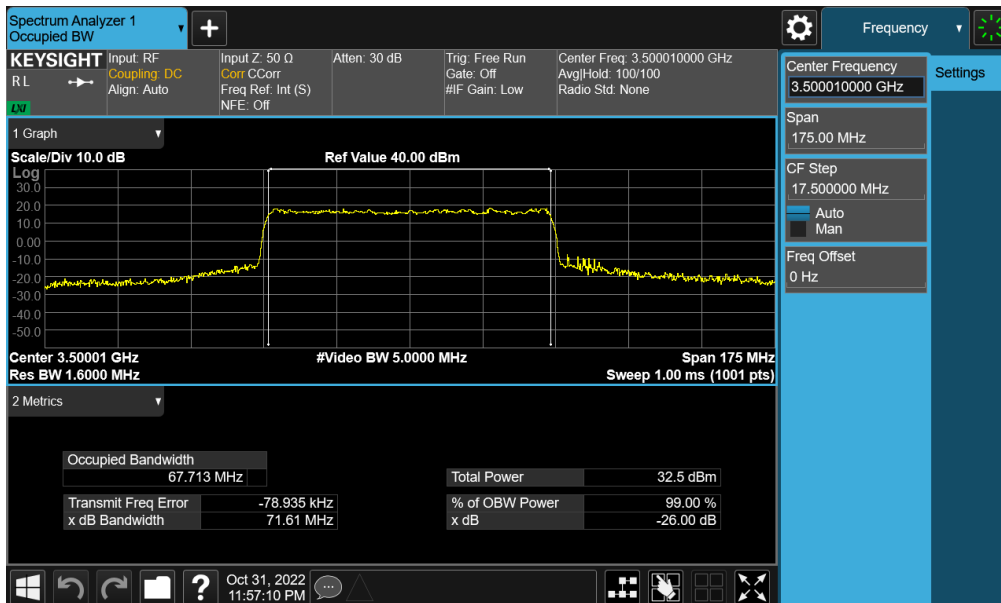 Spectrum Analyzer 1
Occupied BW
+
Frequency
KEYSIGHT
R L
LXI
Input: RF
Coupling: DC
Align: Auto
Input Z: 50 Ω
Corr CCorr
Freq Ref: Int (S)
NFE: Off
Atten: 30 dB
Trig: Free Run
Gate: Off
#IF Gain: Low
Center Freq: 3.500010000 GHz
Avg|Hold: 100/100
Radio Std: None
Center Frequency
3.500010000 GHz
Settings
Span
175.00 MHz
CF Step
17.500000 MHz
Auto
Man
Freq Offset
0 Hz
1 Graph
Scale/Div 10.0 dB
Ref Value 40.00 dBm
Log
30.0
20.0
10.0
0.00
-10.0
-20.0
-30.0
-40.0
-50.0
Center 3.50001 GHz
#Video BW 5.0000 MHz
Span 175 MHz
Res BW 1.6000 MHz
Sweep 1.00 ms (1001 pts)
2 Metrics
Occupied Bandwidth
67.713 MHz
Total Power 32.5 dBm
Transmit Freq Error -78.935 kHz
% of OBW Power 99.00 %
x dB Bandwidth 71.61 MHz
x dB -26.00 dB
?
Oct 31, 2022
11:57:10 PM